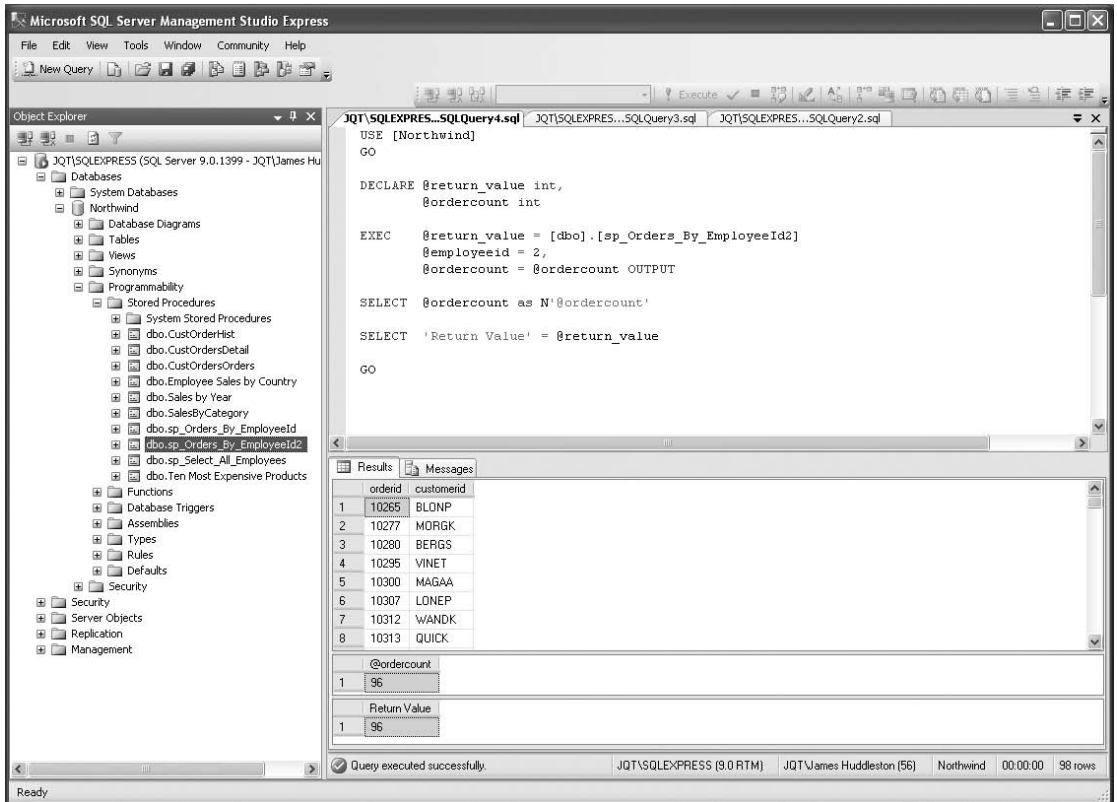 Microsoft SQL Server Management Studio Express
File Edit View Tools Window Community Help
New Query
Execute
Object Explorer
JQT\SQLEXPRESS (SQL Server 9.0.1399 - JQT\James Hu
Databases
System Databases
Northwind
Database Diagrams
Tables
Views
Synonyms
Programmability
Stored Procedures
System Stored Procedures
dbo.CustOrderHist
dbo.CustOrdersDetail
dbo.CustOrdersOrders
dbo.Employee Sales by Country
dbo.Sales by Year
dbo.SalesByCategory
dbo.sp_Orders_By_EmployeeId
dbo.sp_Orders_By_EmployeeId2
dbo.sp_Select_All_Employees
dbo.Ten Most Expensive Products
Functions
Database Triggers
Assemblies
Types
Rules
Defaults
Security
Security
Server Objects
Replication
Management
JQT\SQLEXPRES...SQLQuery4.sql JQT\SQLEXPRES...SQLQuery3.sql JQT\SQLEXPRES...SQLQuery2.sql
USE [Northwind]
GO
DECLARE @return_value int,
@ordercount int
EXEC @return_value = [dbo].[sp_Orders_By_EmployeeId2]
@employeeid = 2,
@ordercount = @ordercount OUTPUT
SELECT @ordercount as N'@ordercount'
SELECT 'Return Value' = @return_value
GO
Results Messages
orderid customerid
1 10265 BLONP
2 10277 MORGK
3 10280 BERGS
4 10295 VINET
5 10300 MAGAA
6 10307 LONEP
7 10312 WANDK
8 10313 QUICK
@ordercount
1 96
Return Value
1 96
Query executed successfully. JQT\SQLEXPRESS (9.0 RTM) JQT\James Huddleston (56) Northwind 00:00:00 98 rows
Ready